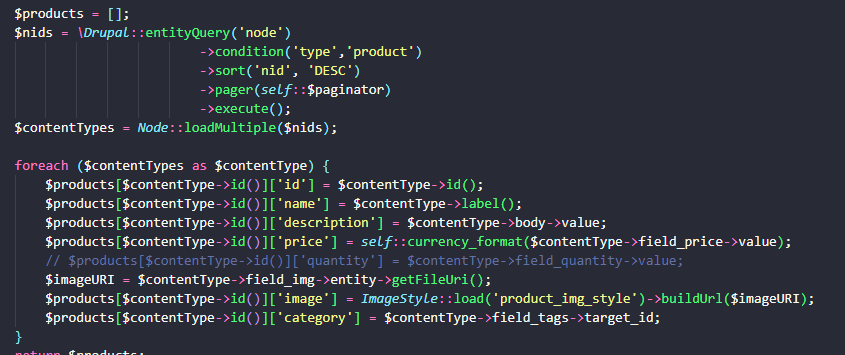 $products = [];
$nids = \Drupal::entityQuery('node')
->condition('type','product')
->sort('nid', 'DESC')
->pager(self::$paginator)
->execute();
$contentTypes = Node::loadMultiple($nids);
foreach ($contentTypes as $contentType) {
$products[$contentType->id()]['id'] = $contentType->id();
$products[$contentType->id()]['name'] = $contentType->label();
$products[$contentType->id()]['description'] = $contentType->body->value;
$products[$contentType->id()]['price'] = self::currency_format($contentType->field_price->value);
// $products[$contentType->id()]['quantity'] = $contentType->field_quantity->value;
$imageURI = $contentType->field_img->entity->getFileUri();
$products[$contentType->id()]['image'] = ImageStyle::load('product_img_style')->buildUrl($imageURI);
$products[$contentType->id()]['category'] = $contentType->field_tags->target_id;
}
return $products;